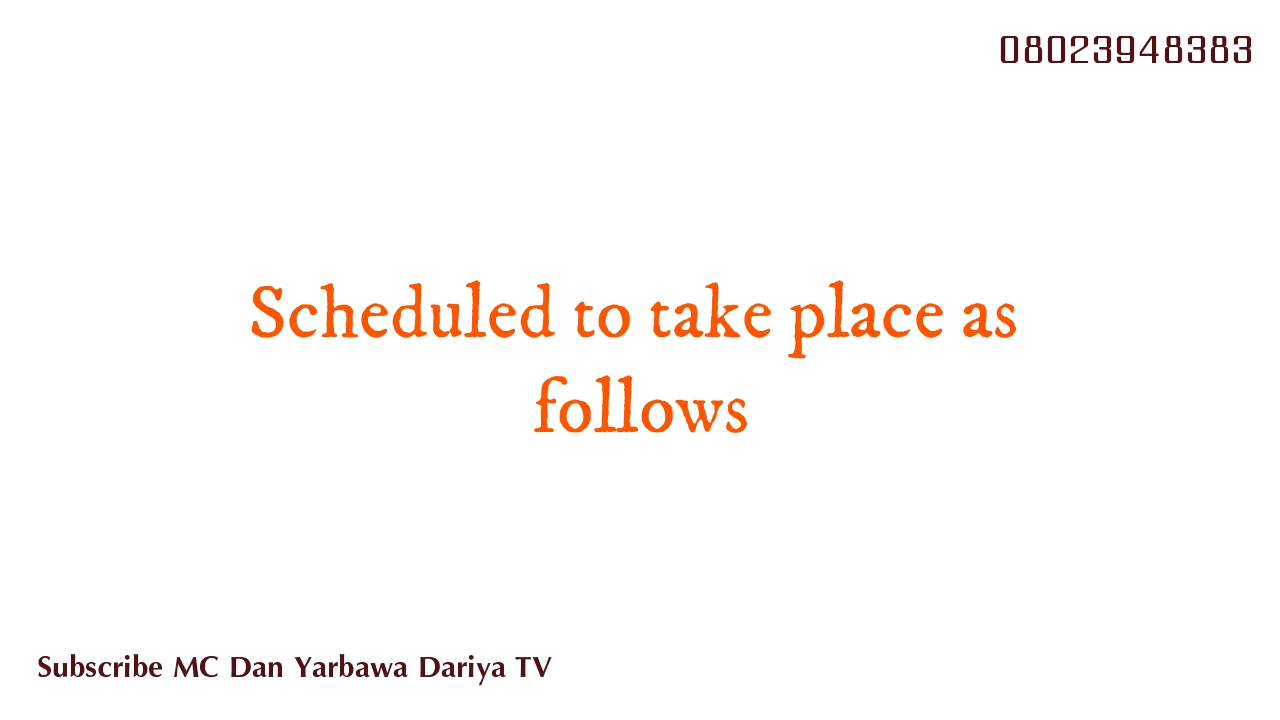 08023948383
Scheduled to take place as
follows
Subscribe MC Dan Yarbawa Dariya TV